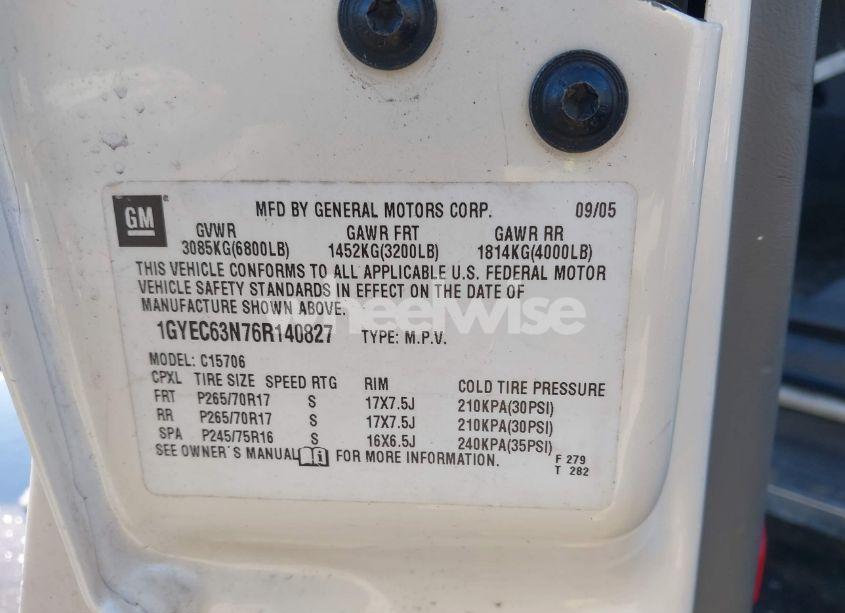 GM
MFD BY GENERAL MOTORS CORP. 09/05
GVWR GAWR FRT GAWR RR
3085KG(6800LB) 1452KG(3200LB) 1814KG(4000LB)
THIS VEHICLE CONFORMS TO ALL APPLICABLE U.S. FEDERAL MOTOR
VEHICLE SAFETY STANDARDS IN EFFECT ON THE DATE OF
MANUFACTURE SHOWN ABOVE.
wheelwise
1GYEC63N76R140827 TYPE: M.P.V.
MODEL: C15706
CPXL TIRE SIZE SPEED RTG RIM COLD TIRE PRESSURE
FRT P265/70R17 S 17X7.5J 210KPA(30PSI)
RR P265/70R17 S 17X7.5J 210KPA(30PSI)
SPA P245/75R16 S 16X6.5J 240KPA(35PSI)
SEE OWNER'S MANUAL FOR MORE INFORMATION.
F 279
T 282